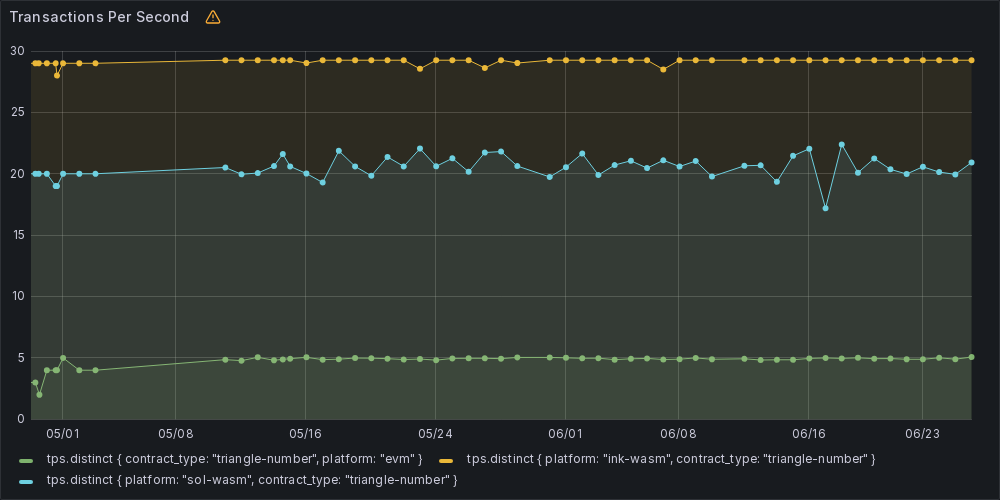 Transactions Per Second
30
25
20
15
10
5
0
05/01 05/08 05/16 05/24 06/01 06/08 06/16 06/23
tps.distinct { contract_type: "triangle-number", platform: "evm" } tps.distinct { platform: "ink-wasm", contract_type: "triangle-number" }
tps.distinct { platform: "sol-wasm", contract_type: "triangle-number" }